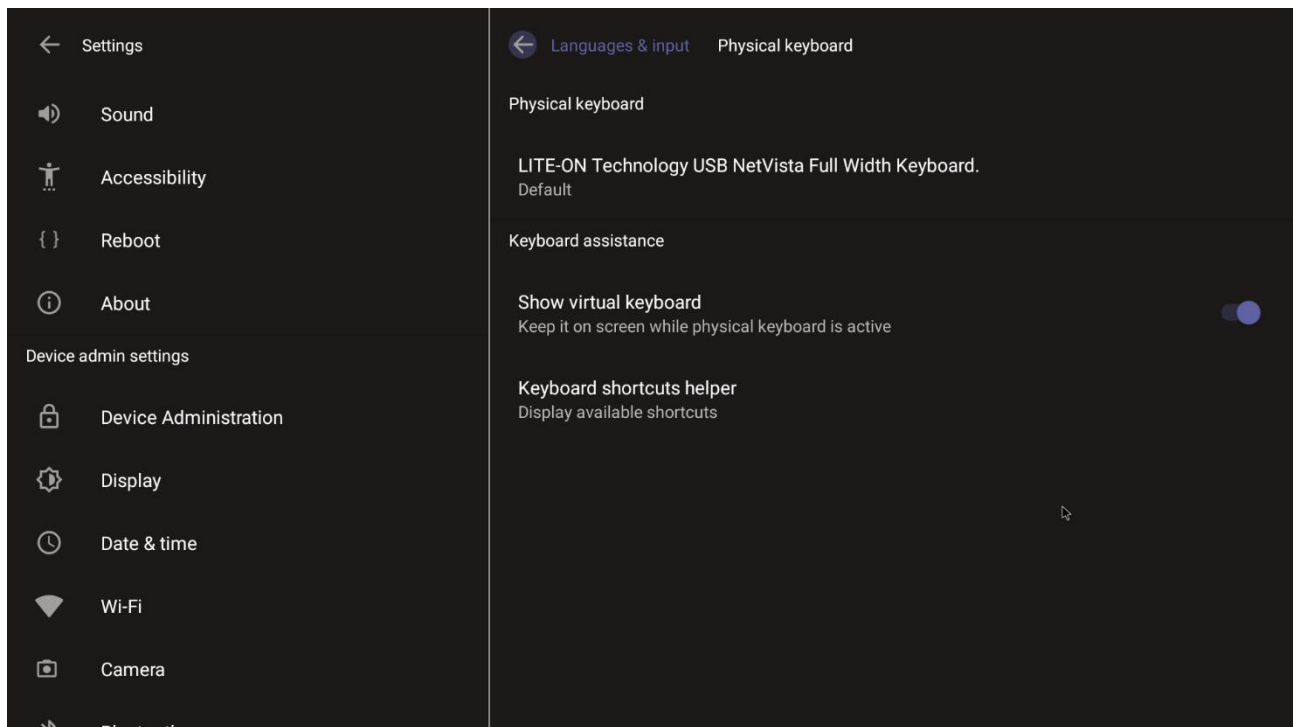 Settings
Sound
Accessibility
{ } Reboot
About
Device admin settings
Device Administration
Display
Date & time
Wi-Fi
Camera
Languages & input Physical keyboard
Physical keyboard
LITE-ON Technology USB NetVista Full Width Keyboard.
Default
Keyboard assistance
Show virtual keyboard
Keep it on screen while physical keyboard is active
Keyboard shortcuts helper
Display available shortcuts